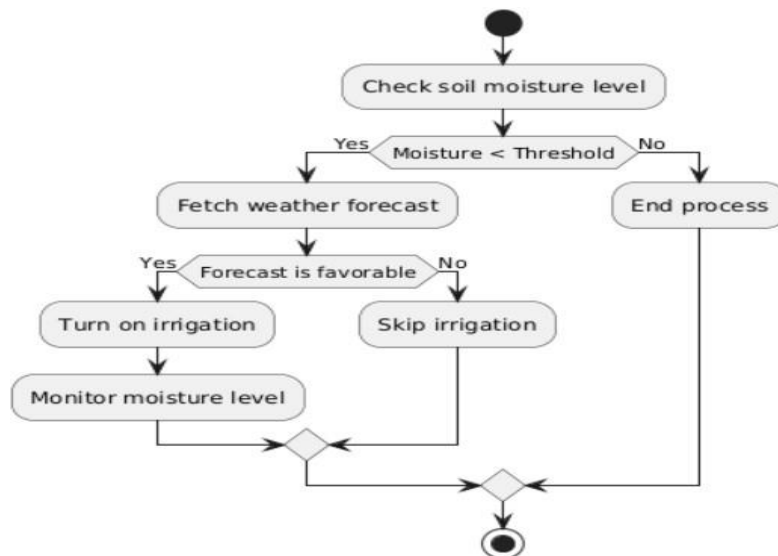 Check soil moisture level
Yes
Moisture < Threshold
No
Fetch weather forecast
End process
Yes
Forecast is favorable
No
Turn on irrigation
Skip irrigation
Monitor moisture level